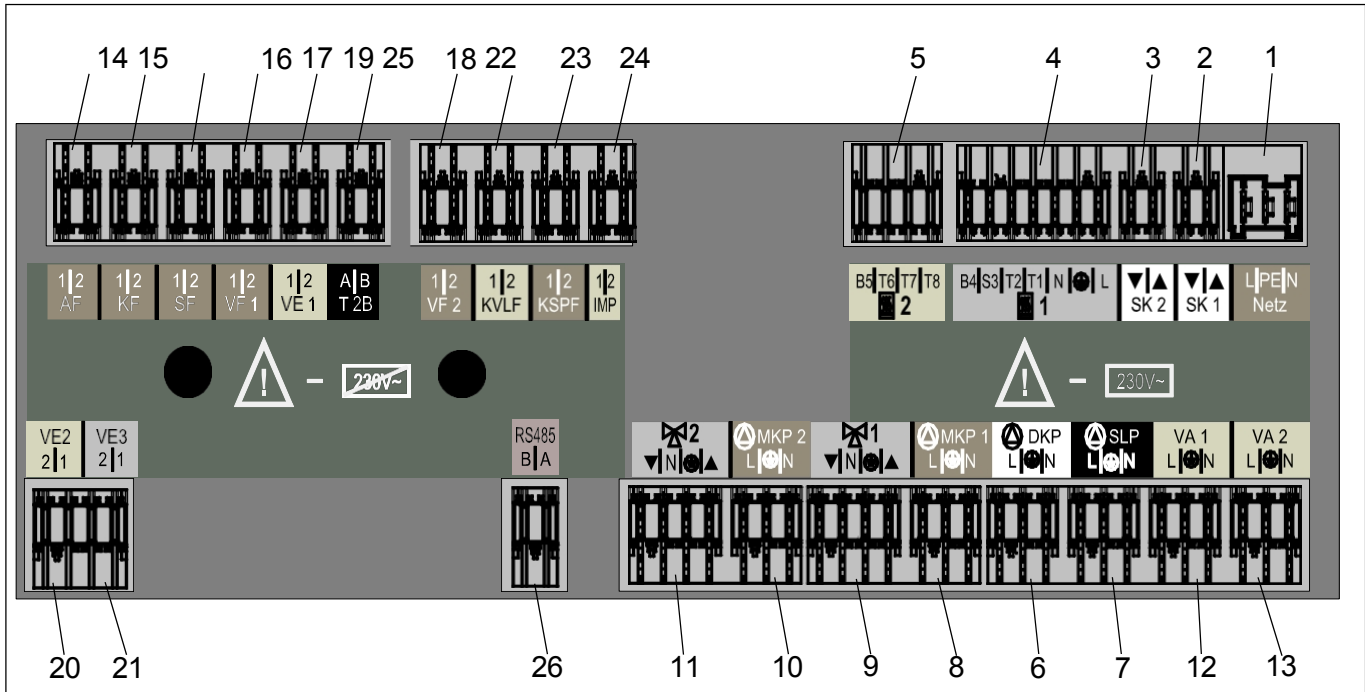 14 15 16 17 19 25 18 22 23 24 5 4 3 2 1
1 2 1 2 1 2 1 2 1 2 A B 1 2 1 2 1 2 1 2 B5 T6 T7 T8 B4 S3 T2 T1 N L ▼ ▲ ▼ ▲ L PE N
AF KF SF VF 1 VE 1 T 2B VF 2 KVLF KSPF IMP 2 1 SK 2 SK 1 Netz
! - 230V~ ! - 230V~
VE2 VE3 RS485 2 MKP 2 1 MKP 1 DKP SLP VA 1 VA 2
2 1 2 1 B A ▼ N ▲ L N ▼ N ▲ L N L N L N L N L N
20 21 26 11 10 9 8 6 7 12 13